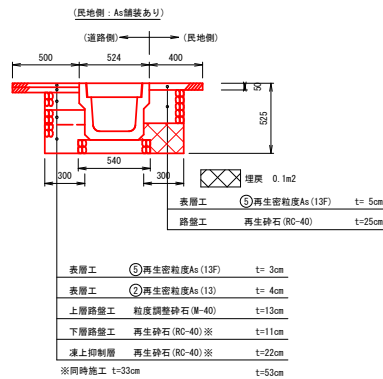 (民地側：As舗装あり)
(道路側) (民地側)
500 524 400
50
525
540
300 300
埋戻 0.1m2
表層工 ⑤再生密粒度As(13F) t= 5cm
路盤工 再生砕石(RC-40) t=25cm
表層工 ⑤再生密粒度As(13F) t= 3cm
表層工 ②再生密粒度As(13) t= 4cm
上層路盤工 粒度調整砕石(M-40) t=13cm
下層路盤工 再生砕石(RC-40)※ t=11cm
凍上抑制層 再生砕石(RC-40)※ t=22cm
※同時施工 t=33cm t=53cm